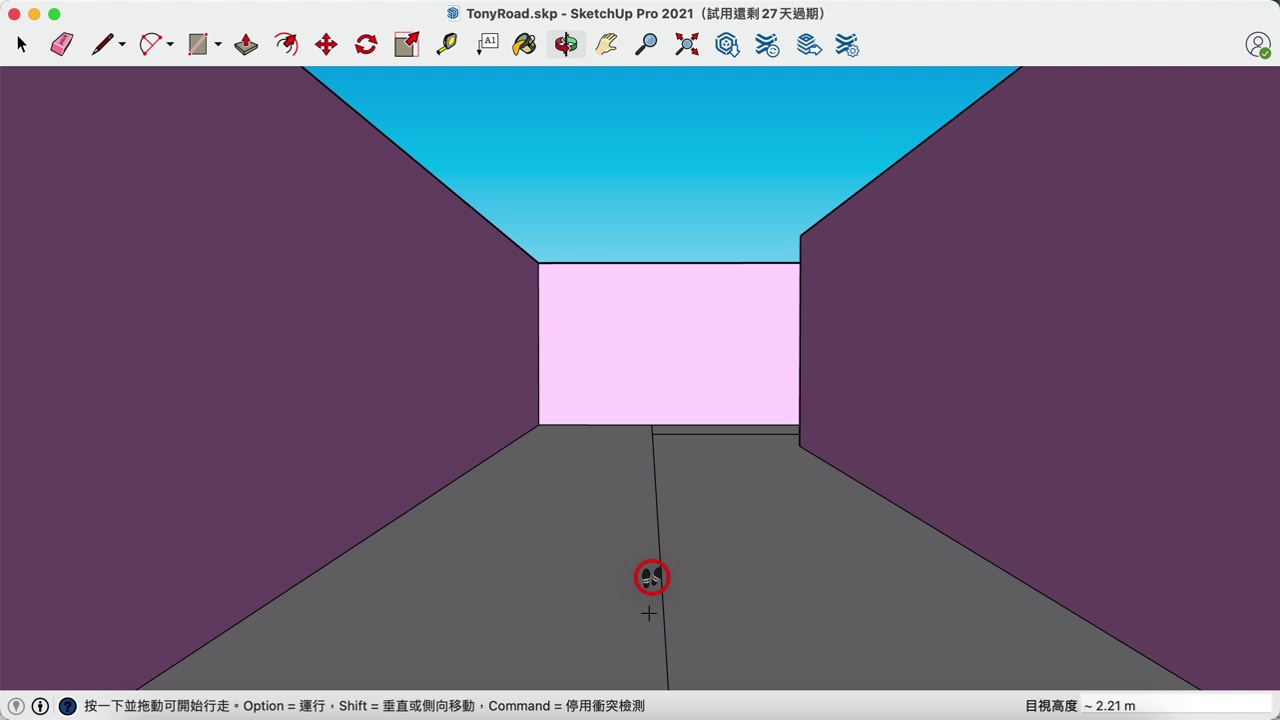 TonyRoad.skp - SketchUp Pro 2021（試用還剩 27 天過期）
A1
按一下並拖動可開始行走。Option = 運行，Shift = 垂直或側向移動，Command = 停用衝突檢測
目視高度 ~ 2.21 m